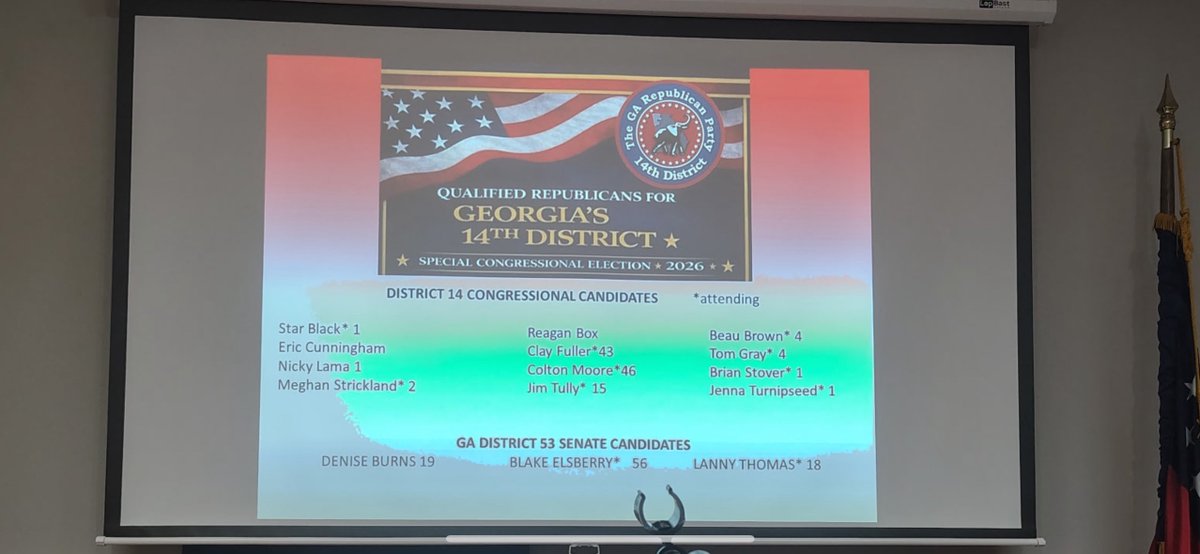 LopBast
The GA Republican Party
14th District
QUALIFIED REPUBLICANS FOR
GEORGIA'S
14TH DISTRICT
SPECIAL CONGRESSIONAL ELECTION ★ 2026
DISTRICT 14 CONGRESSIONAL CANDIDATES *attending
Star Black* 1
Eric Cunningham
Nicky Lama 1
Meghan Strickland* 2
Reagan Box
Clay Fuller*43
Colton Moore*46
Jim Tully* 15
Beau Brown* 4
Tom Gray* 4
Brian Stover* 1
Jenna Turnipseed* 1
GA DISTRICT 53 SENATE CANDIDATES
DENISE BURNS 19 BLAKE ELSBERRY* 56 LANNY THOMAS* 18